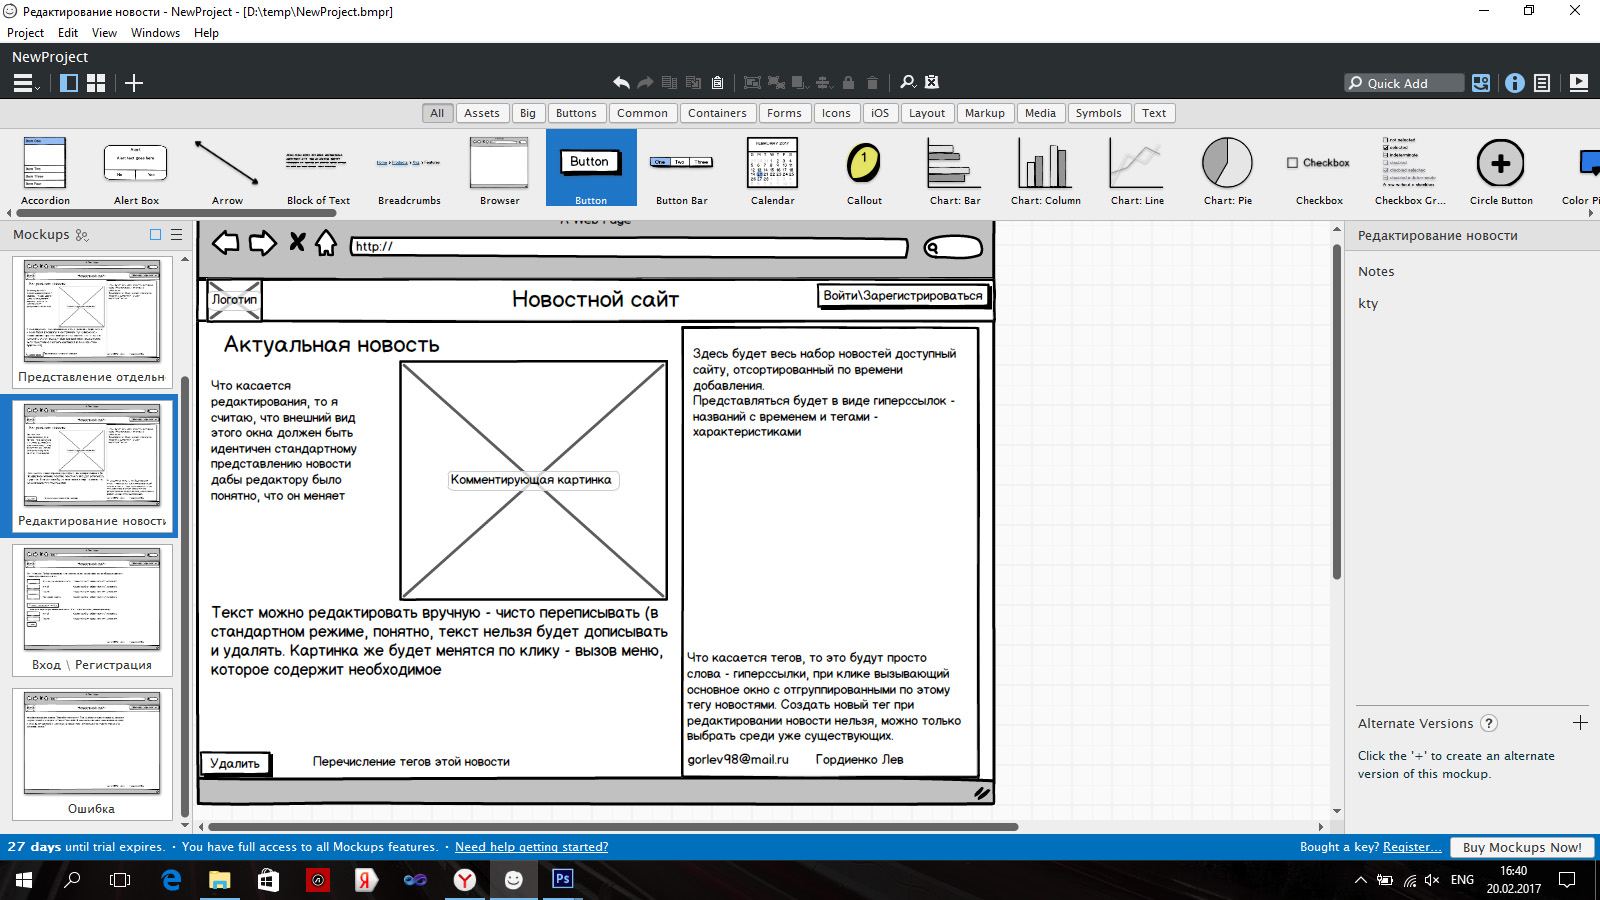 Редактирование новости - NewProject - [D:\temp\NewProject.bmpr]
Project Edit View Windows Help
NewProject
Quick Add
All Assets Big Buttons Common Containers Forms Icons iOS Layout Markup Media Symbols Text
Button
Checkbox
Accordion Alert Box Arrow Block of Text Breadcrumbs Browser Button Button Bar Calendar Callout Chart: Bar Chart: Column Chart: Line Chart: Pie Checkbox Checkbox Gr... Circle Button Color Pi
Mockups
Представление отдельн
Редактирование новости
Вход \ Регистрация
Ошибка
A Web Page
http://
Логотип
Новостной сайт
Войти\Зарегистрироваться
Актуальная новость
Что касается
редактирования, то я
считаю, что внешний вид
этого окна должен быть
идентичен стандартному
представлению новости
дабы редактору было
понятно, что он меняет
Комментирующая картинка
Текст можно редактировать вручную - чисто переписывать (в
стандартном режиме, понятно, текст нельзя будет дописывать
и удалять. Картинка же будет менятся по клику - вызов меню,
которое содержит необходимое
Удалить
Перечисление тегов этой новости
Здесь будет весь набор новостей доступный
сайту, отсортированный по времени
добавления.
Представляться будет в виде гиперссылок -
названий с временем и тегами -
характеристиками
Что касается тегов, то это будут просто
слова - гиперссылки, при клике вызывающий
основное окно с отгруппированными по этому
тегу новостями. Создать новый тег при
редактировании новости нельзя, можно только
выбрать среди уже существующих.
gorlev98@mail.ru Гордиенко Лев
Редактирование новости
Notes
kty
Alternate Versions ?
Click the '+' to create an alternate
version of this mockup.
27 days until trial expires. · You have full access to all Mockups features. · Need help getting started?
Bought a key? Register... Buy Mockups Now!
ENG
16:40
20.02.2017